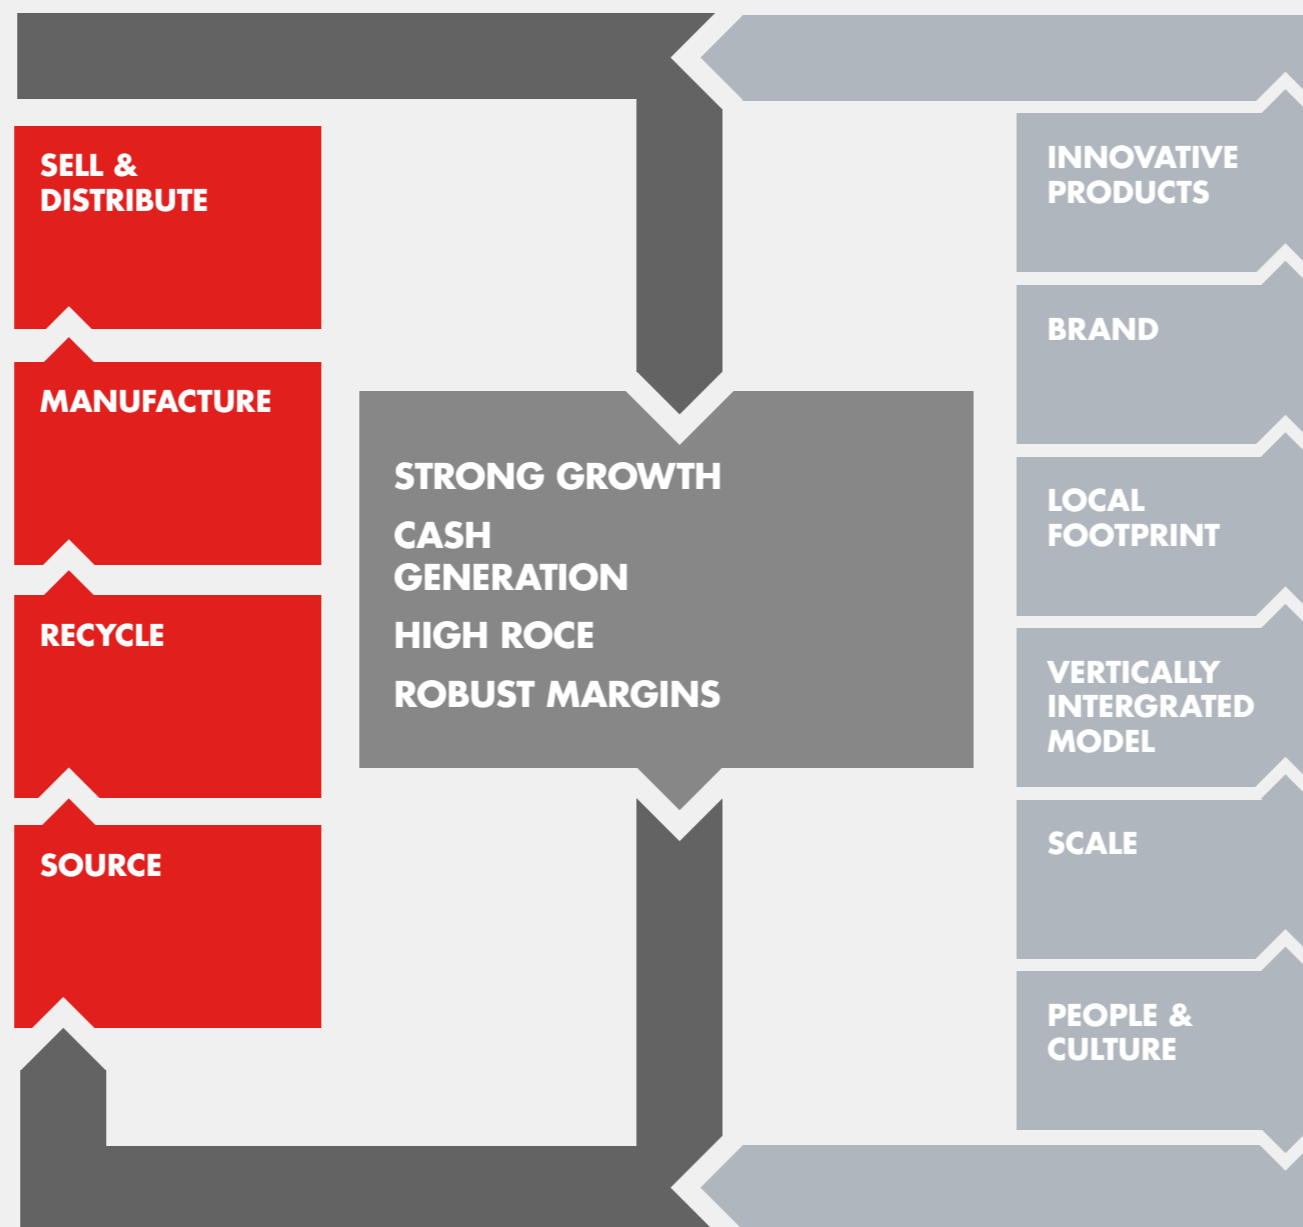 SELL &
DISTRIBUTE
MANUFACTURE
RECYCLE
SOURCE
STRONG GROWTH
CASH
GENERATION
HIGH ROCE
ROBUST MARGINS
INNOVATIVE
PRODUCTS
BRAND
LOCAL
FOOTPRINT
VERTICALLY
INTERGRATED
MODEL
SCALE
PEOPLE &
CULTURE